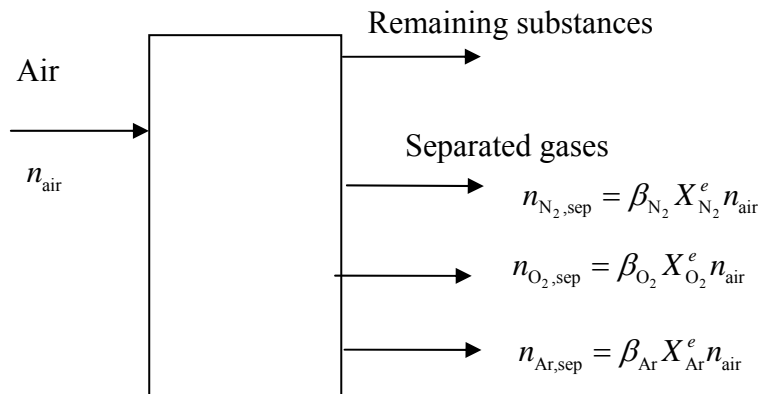 Remaining substances
Air
n_air
Separated gases
n_{N_2,sep} = β_{N_2} X^e_{N_2} n_air
n_{O_2,sep} = β_{O_2} X^e_{O_2} n_air
n_{Ar,sep} = β_{Ar} X^e_{Ar} n_air